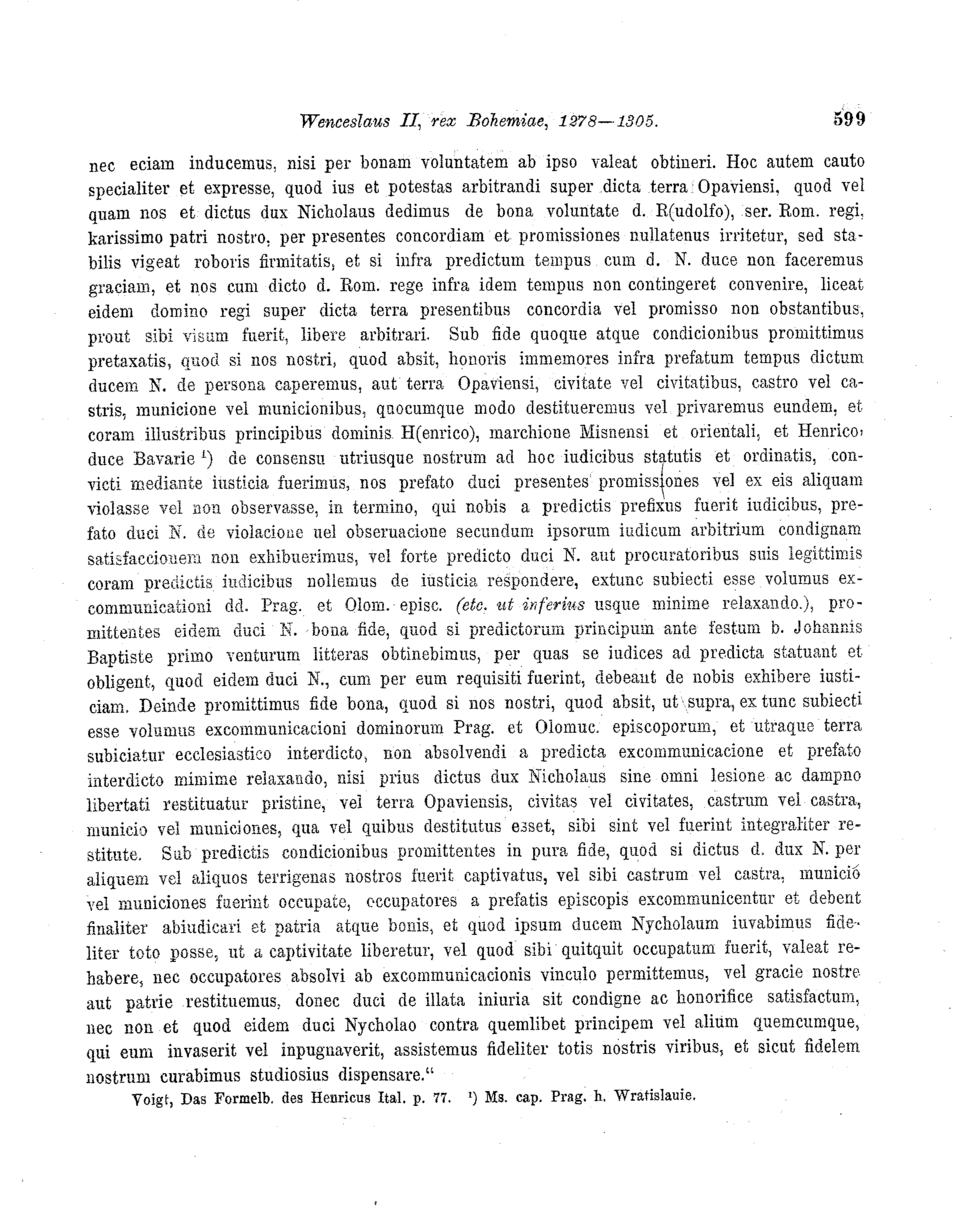 Wenceslaus II, rex Bohemiae, 1278—1305. 599
nec eciam inducemus, nisi per bonam voluntatem ab ipso valeat obtineri. Hoc autem cauto
specialiter et expresse, quod ius et potestas arbitrandi super dicta terra Opaviensi, quod vel
quam nos et dictus dux Nicholaus dedimus de bona voluntate d. R(udolfo), ser. Rom. regi,
karissimo patri nostro, per presentes concordiam et promissiones nullatenus irritetur, sed sta-
bilis vigeat roboris firmitatis, et si infra predictum tempus cum d. N. duce non faceremus
graciam, et nos cum dicto d. Rom. rege infra idem tempus non contingeret convenire, liceat
eidem domino regi super dicta terra presentibus concordia vel promisso non obstantibus,
prout sibi visum fuerit, libere arbitrari. Sub fide quoque atque condicionibus promittimus
pretaxatis, quod si nos nostri, quod absit, honoris immemores infra prefatum tempus dictum
ducem N. de persona caperemus, aut terra Opaviensi, civitate vel civitatibus, castro vel ca-
stris, municione vel municionibus, quocumque modo destitueremus vel privaremus eundem, et
coram illustribus principibus dominis H(enrico), marchione Misnensi et orientali, et Henrico,
duce Bavarie ¹) de consensu utriusque nostrum ad hoc iudicibus statutis et ordinatis, con-
victi mediante iusticia fuerimus, nos prefato duci presentes promissiones vel ex eis aliquam
violasse vel non observasse, in termino, qui nobis a predictis prefixus fuerit iudicibus, pre-
fato duci N. de violacione uel obseruacione secundum ipsorum iudicum arbitrium condignam
satisfaccionem non exhibuerimus, vel forte predicto duci N. aut procuratoribus suis legittimis
coram predictis iudicibus nollemus de iusticia respondere, extunc subiecti esse volumus ex-
communicationi dd. Prag. et Olom. episc. (etc. ut inferius usque minime relaxando.), pro-
mittentes eidem duci N. bona fide, quod si predictorum principum ante festum b. Johannis
Baptiste primo venturum litteras obtinebimus, per quas se iudices ad predicta statuant et
obligent, quod eidem duci N., cum per eum requisiti fuerint, debeant de nobis exhibere iusti-
ciam. Deinde promittimus fide bona, quod si nos nostri, quod absit, ut supra, ex tunc subiecti
esse volumus excommunicacioni dominorum Prag. et Olomuc. episcoporum, et utraque terra
subiciatur ecclesiastico interdicto, non absolvendi a predicta excommunicacione et prefato
interdicto mimime relaxando, nisi prius dictus dux Nicholaus sine omni lesione ac dampno
libertati restituatur pristine, vel terra Opaviensis, civitas vel civitates, castrum vel castra,
municio vel municiones, qua vel quibus destitutus esset, sibi sint vel fuerint integraliter re-
stitute. Sub predictis condicionibus promittentes in pura fide, quod si dictus d. dux N. per
aliquem vel aliquos terrigenas nostros fuerit captivatus, vel sibi castrum vel castra, municio
vel municiones fuerint occupate, occupatores a prefatis episcopis excommunicentur et debent
finaliter abiudicari et patria atque bonis, et quod ipsum ducem Nycholaum iuvabimus fide-
liter toto posse, ut a captivitate liberetur, vel quod sibi quitquit occupatum fuerit, valeat re-
habere, nec occupatores absolvi ab excommunicacionis vinculo permittemus, vel gracie nostre
aut patrie restituemus, donec duci de illata iniuria sit condigne ac honorifice satisfactum,
nec non et quod eidem duci Nycholao contra quemlibet principem vel alium quemcumque,
qui eum invaserit vel inpugnaverit, assistemus fideliter totis nostris viribus, et sicut fidelem
nostrum curabimus studiosius dispensare.“
Voigt, Das Formelb. des Henricus Ital. p. 77. ¹) Ms. cap. Prag. h. Wratislauie.